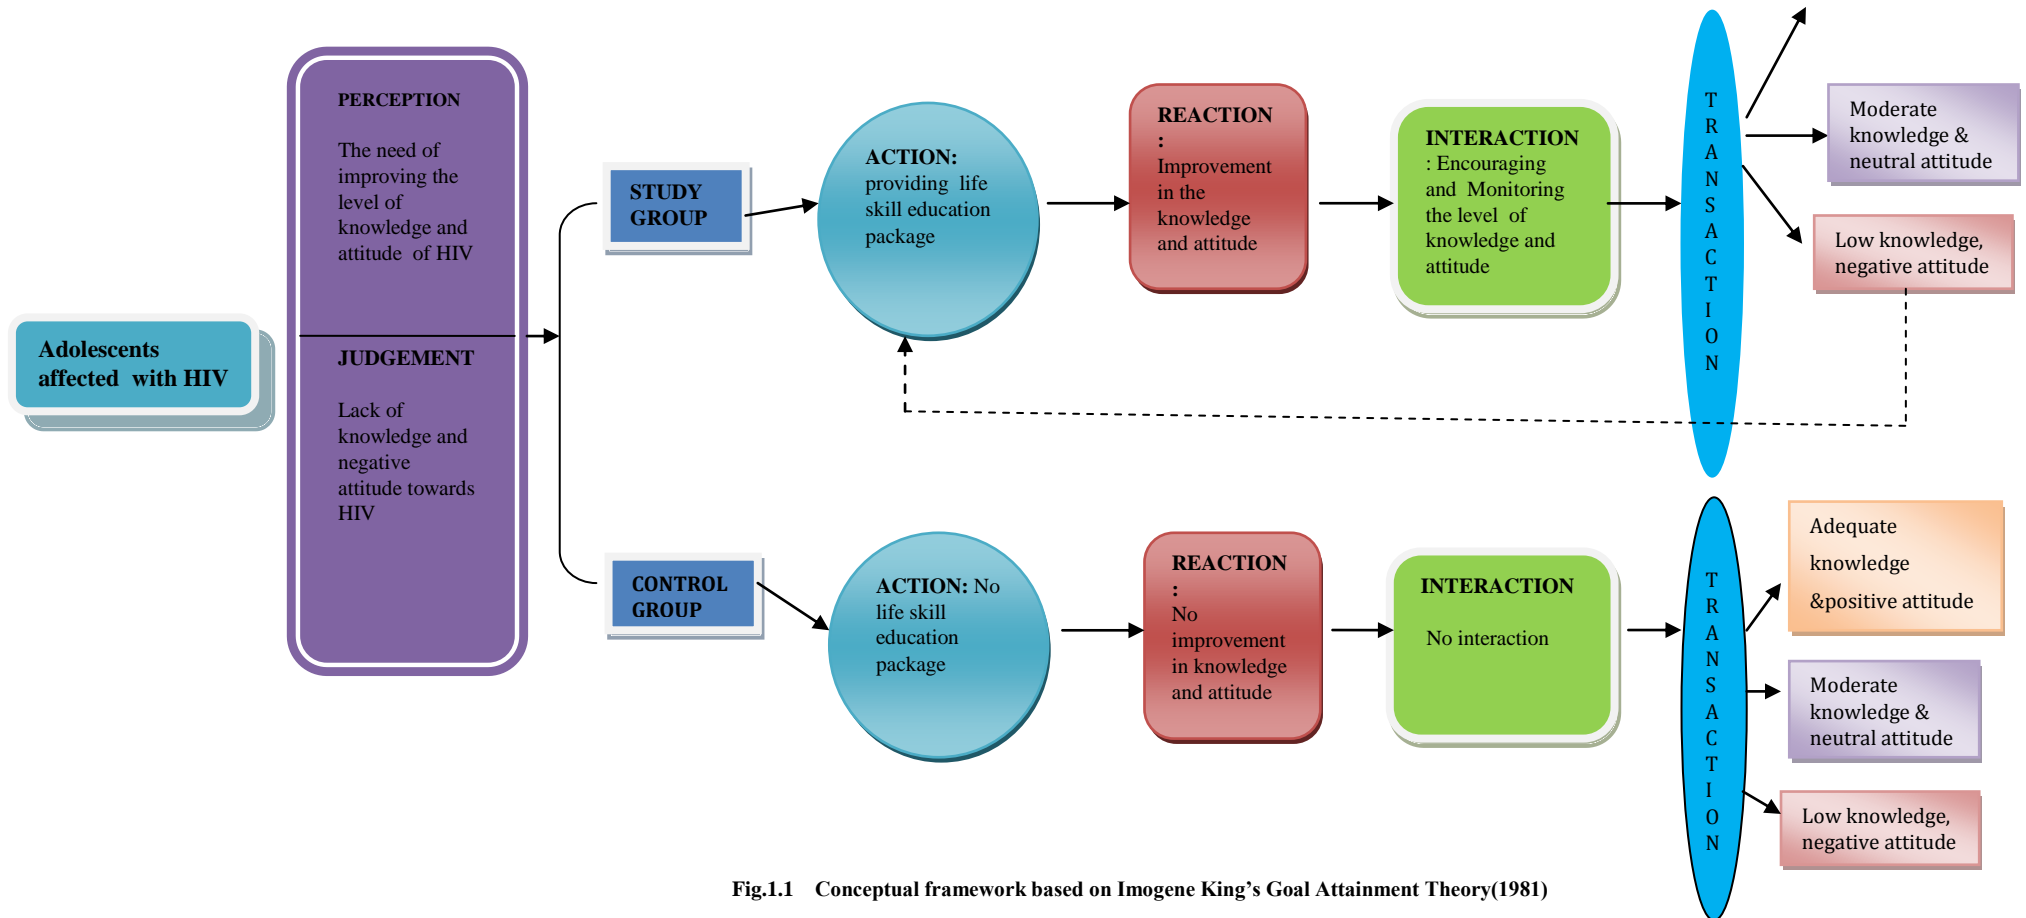 Adolescents
affected with HIV
PERCEPTION
The need of
improving the
level of
knowledge and
attitude of HIV
JUDGEMENT
Lack of
knowledge and
negative
attitude towards
HIV
STUDY
GROUP
ACTION:
providing life
skill education
package
REACTION
:
Improvement
in the
knowledge
and attitude
INTERACTION
: Encouraging
and Monitoring
the level of
knowledge and
attitude
T
R
A
N
S
A
C
T
I
O
N
Moderate
knowledge &
neutral attitude
Low knowledge,
negative attitude
CONTROL
GROUP
ACTION: No
life skill
education
package
REACTION
:
No
improvement
in knowledge
and attitude
INTERACTION
No interaction
T
R
A
N
S
A
C
T
I
O
N
Adequate
knowledge
&positive attitude
Moderate
knowledge &
neutral attitude
Low knowledge,
negative attitude
Fig.1.1 Conceptual framework based on Imogene King’s Goal Attainment Theory(1981)